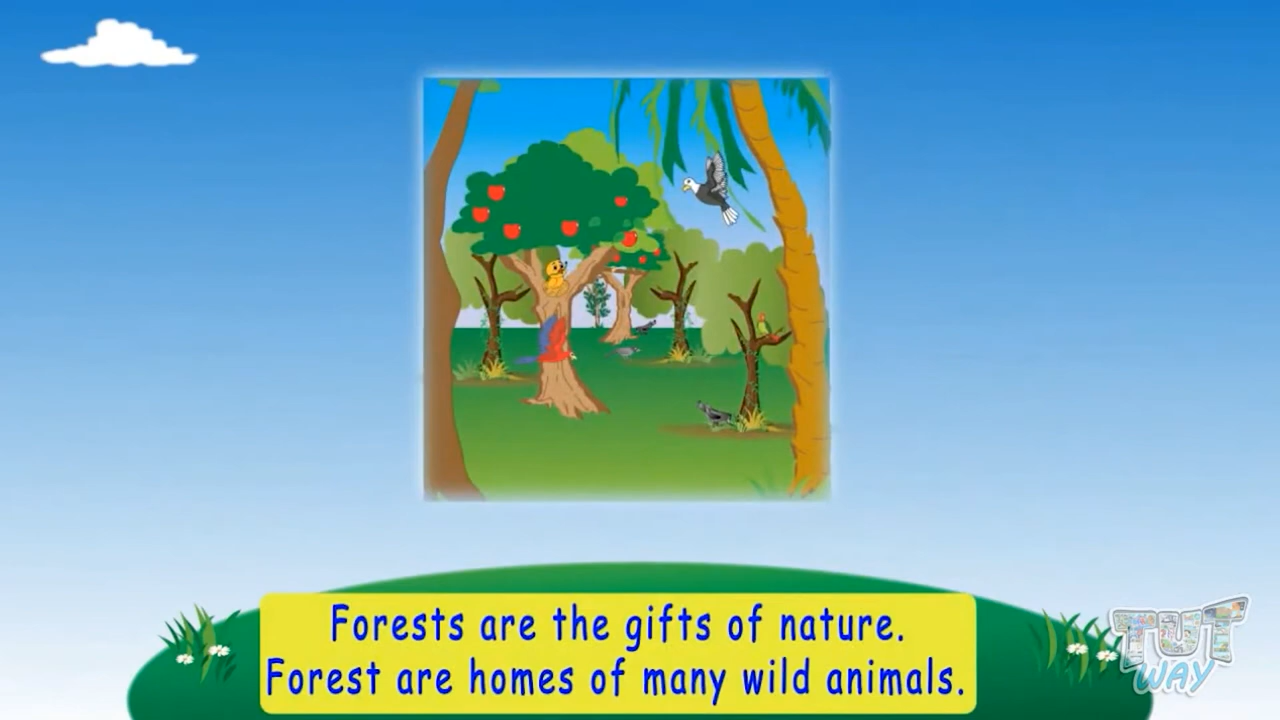 Forests are the gifts of nature.
Forest are homes of many wild animals.
TUT
WAY